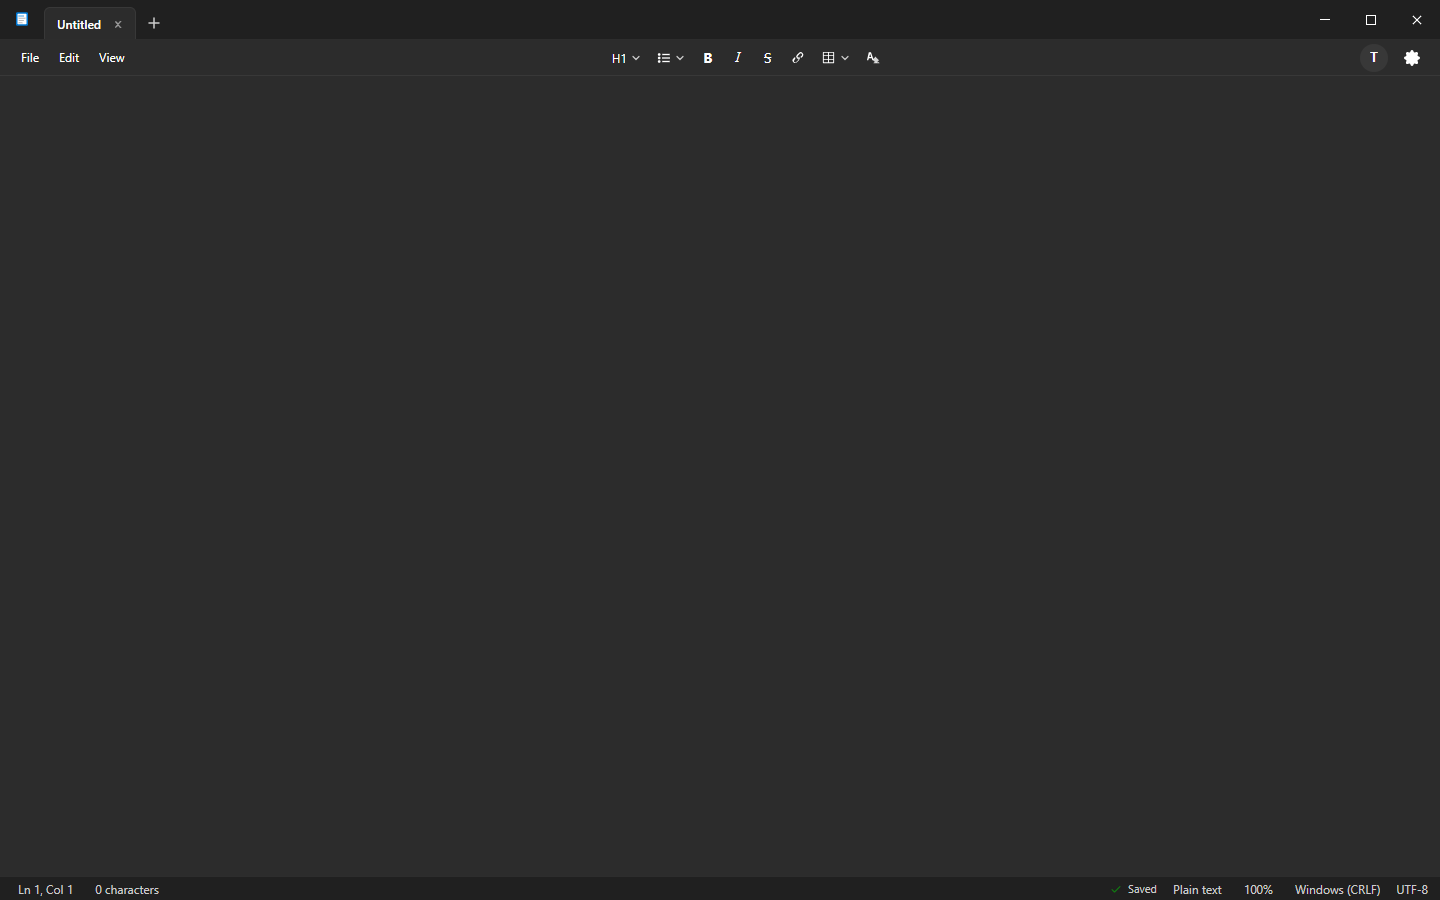 Untitled
File Edit View H1 B I S T
Ln 1, Col 1 0 characters Saved Plain text 100% Windows (CRLF) UTF-8